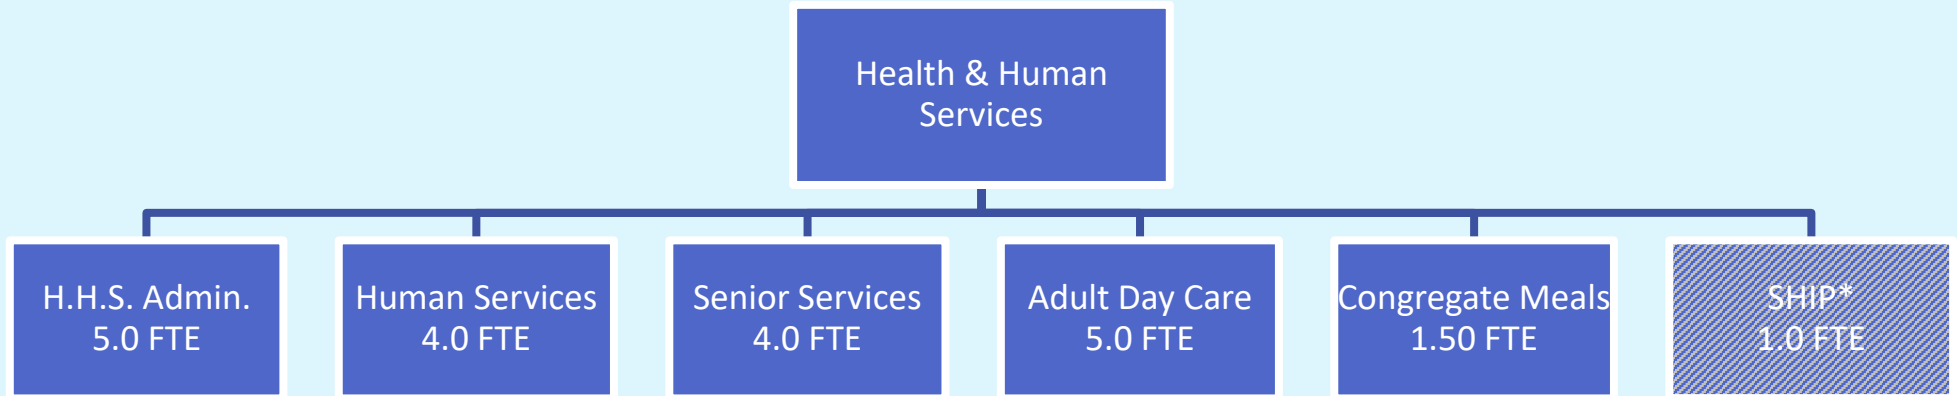 Health & Human
Services
H.H.S. Admin.
5.0 FTE
Human Services
4.0 FTE
Senior Services
4.0 FTE
Adult Day Care
5.0 FTE
Congregate Meals
1.50 FTE
SHIP*
1.0 FTE